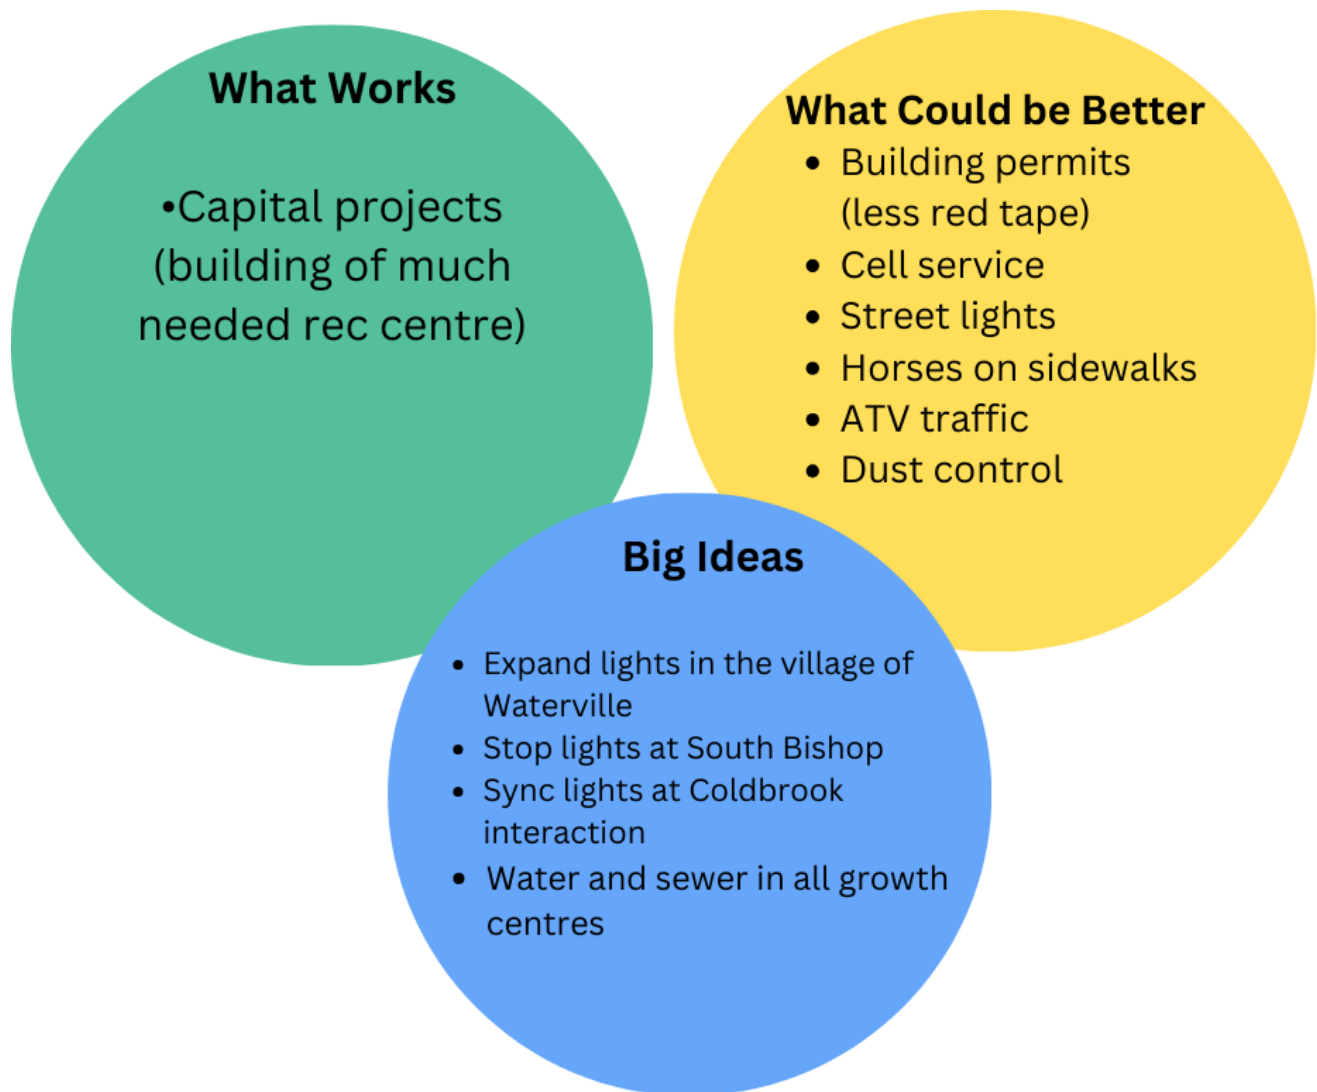 What Works
•Capital projects
(building of much
needed rec centre)
What Could be Better
• Building permits
(less red tape)
• Cell service
• Street lights
• Horses on sidewalks
• ATV traffic
• Dust control
Big Ideas
• Expand lights in the village of
Waterville
• Stop lights at South Bishop
• Sync lights at Coldbrook
interaction
• Water and sewer in all growth
centres